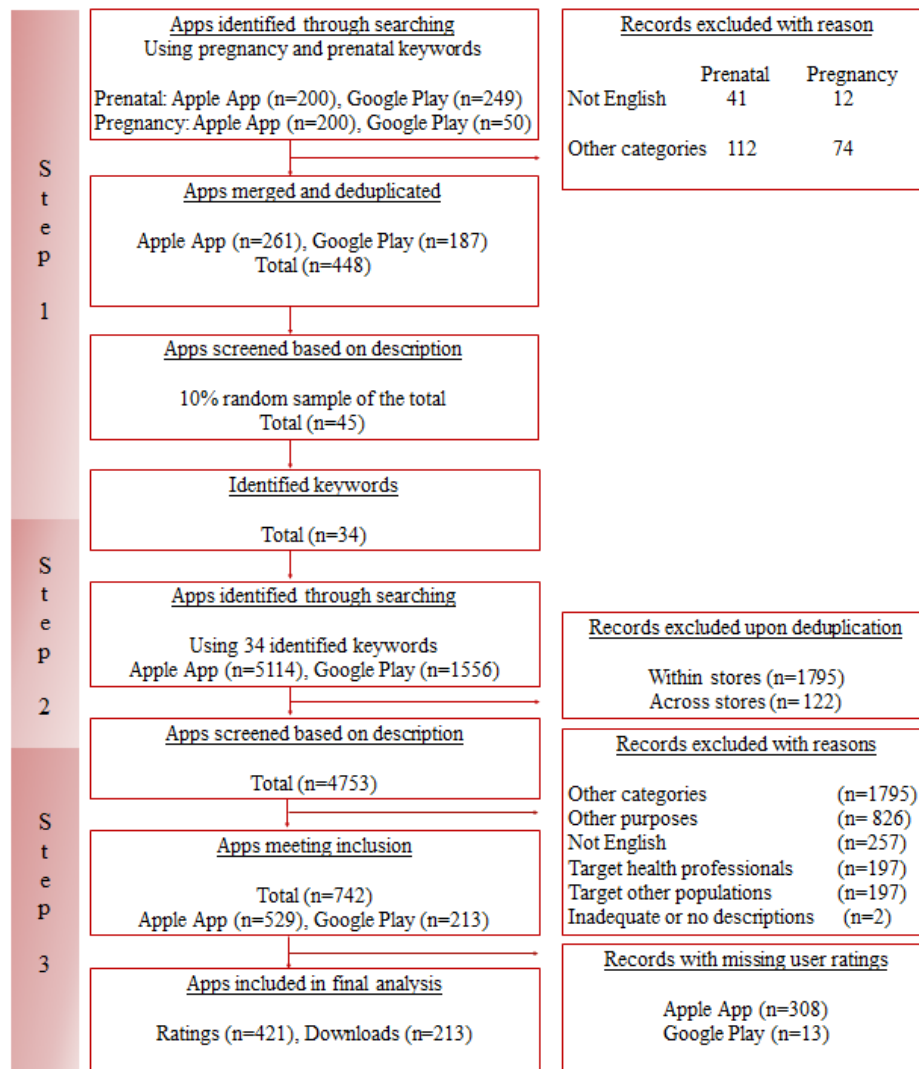 Step 1
Apps identified through searching
Using pregnancy and prenatal keywords
Prenatal: Apple App (n=200), Google Play (n=249)
Pregnancy: Apple App (n=200), Google Play (n=50)
Records excluded with reason
Prenatal Pregnancy
Not English 41 12
Other categories 112 74
Apps merged and deduplicated
Apple App (n=261), Google Play (n=187)
Total (n=448)
Apps screened based on description
10% random sample of the total
Total (n=45)
Identified keywords
Total (n=34)
Step 2
Apps identified through searching
Using 34 identified keywords
Apple App (n=5114), Google Play (n=1556)
Records excluded upon deduplication
Within stores (n=1795)
Across stores (n= 122)
Apps screened based on description
Total (n=4753)
Step 3
Records excluded with reasons
Other categories (n=1795)
Other purposes (n= 826)
Not English (n=257)
Target health professionals (n=197)
Target other populations (n=197)
Inadequate or no descriptions (n=2)
Apps meeting inclusion
Total (n=742)
Apple App (n=529), Google Play (n=213)
Records with missing user ratings
Apple App (n=308)
Google Play (n=13)
Apps included in final analysis
Ratings (n=421), Downloads (n=213)